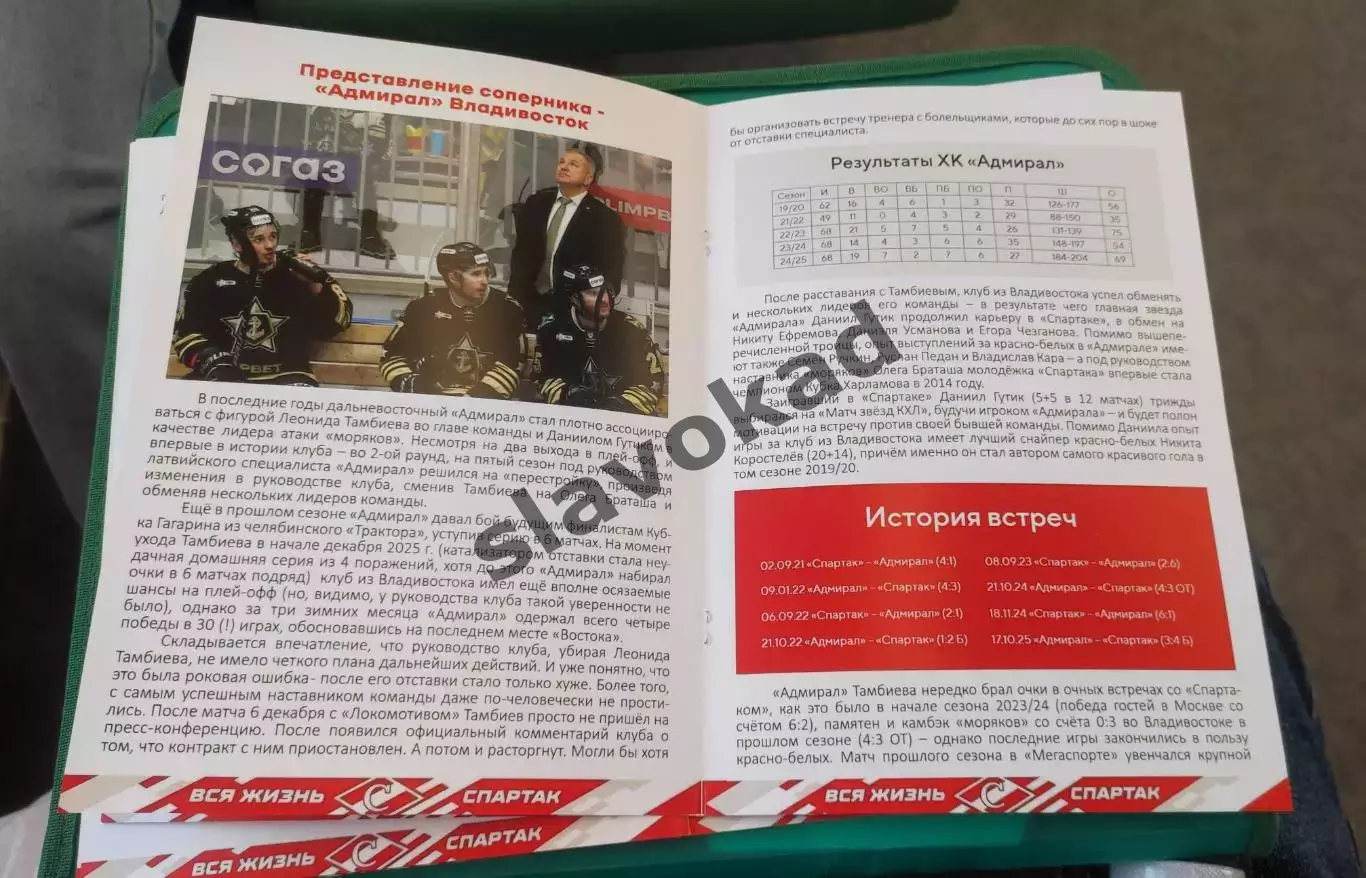 Представление соперника -
«Адмирал» Владивосток
согаз
LIMPB
В последние годы дальневосточный «Адмирал» стал плотно ассоцииро-
ваться с фигурой Леонида Тамбиева во главе команды и Даниилом Гутиком в
качестве лидера атаки «моряков». Несмотря на два выхода в плей-офф, и
впервые в истории клуба – во 2-ой раунд, на пятый сезон под руководством
латвийского специалиста «Адмирал» решился на «перестройку» произведя
изменения в руководстве клуба, сменив Тамбиева на Олега Браташа и
обменяв нескольких лидеров команды.
Ещё в прошлом сезоне «Адмирал» давал бой будущим финалистам Куб-
ка Гагарина из челябинского «Трактора», уступив серию в 6 матчах. На момент
ухода Тамбиева в начале декабря 2025 г. (катализатором отставки стала неу-
дачная домашняя серия из 4 поражений, хотя до этого «Адмирал» набирал
очки в 6 матчах подряд) клуб из Владивостока имел ещё вполне осязаемые
шансы на плей-офф (но, видимо, у руководства клуба такой уверенности не
было), однако за три зимних месяца «Адмирал» одержал всего четыре
победы в 30 (!) играх, обосновавшись на последнем месте «Востока».
Складывается впечатление, что руководство клуба, убирая Леонида
Тамбиева, не имело четкого плана дальнейших действий. И уже понятно, что
это была роковая ошибка- после его отставки стало только хуже. Более того,
с самым успешным наставником команды даже по-человечески не прости-
лись. После матча 6 декабря с «Локомотивом» Тамбиев просто не пришёл на
пресс-конференцию. После появился официальный комментарий клуба о
том, что контракт с ним приостановлен. А потом и расторгнут. Могли бы хотя
ВСЯ ЖИЗНЬ СПАРТАК
ВСЯ ЖИЗНЬ СПАРТАК
бы организовать встречу тренера с болельщиками, которые до сих пор в шоке
от отставки специалиста.
Результаты ХК «Адмирал»
Сезон И В ВО ВБ ПБ ПО П Ш О
19/20 62 16 4 6 1 3 32 126-177 56
21/22 49 11 0 4 3 2 29 88-150 35
22/23 68 21 5 7 5 4 26 131-139 75
23/24 68 14 4 3 6 6 35 148-197 54
24/25 68 19 7 2 7 6 27 184-204 69
После расставания с Тамбиевым, клуб из Владивостока успел обменять
и нескольких лидеров его команды – в результате чего главная звезда
«Адмирала» Даниил Гутик продолжил карьеру в «Спартаке», в обмен на
Никиту Ефремова, Даниэля Усманова и Егора Чезганова. Помимо вышепе-
речисленной троицы, опыт выступлений за красно-белых в «Адмирале» име-
ют также Семён Ручкин, Руслан Педан и Владислав Кара – а под руководством
наставника «моряков» Олега Браташа молодёжка «Спартака» впервые стала
чемпионом Кубка Харламова в 2014 году.
Заигравший в «Спартаке» Даниил Гутик (5+5 в 12 матчах) трижды
выбирался на «Матч звёзд КХЛ», будучи игроком «Адмирала» – и будет полон
мотивации на встречу против своей бывшей команды. Помимо Даниила опыт
игры за клуб из Владивостока имеет лучший снайпер красно-белых Никита
Коростелёв (20+14), причём именно он стал автором самого красивого гола в
том сезоне 2019/20.
История встреч
02.09.21 «Спартак» – «Адмирал» (4:1)
09.01.22 «Адмирал» – «Спартак» (4:3)
06.09.22 «Спартак» – «Адмирал» (2:1)
21.10.22 «Адмирал» – «Спартак» (1:2 Б)
08.09.23 «Спартак» – «Адмирал» (2:6)
21.10.24 «Адмирал» – «Спартак» (4:3 ОТ)
18.11.24 «Спартак» – «Адмирал» (6:1)
17.10.25 «Адмирал» – «Спартак» (3:4 Б)
«Адмирал» Тамбиева нередко брал очки в очных встречах со «Спарта-
ком», как это было в начале сезона 2023/24 (победа гостей в Москве со
счётом 6:2), памятен и камбэк «моряков» со счёта 0:3 во Владивостоке в
прошлом сезоне (4:3 ОТ) – однако последние игры закончились в пользу
красно-белых. Матч прошлого сезона в «Мегаспорте» увенчался крупной
ВСЯ ЖИЗНЬ СПАРТАК
slavokad